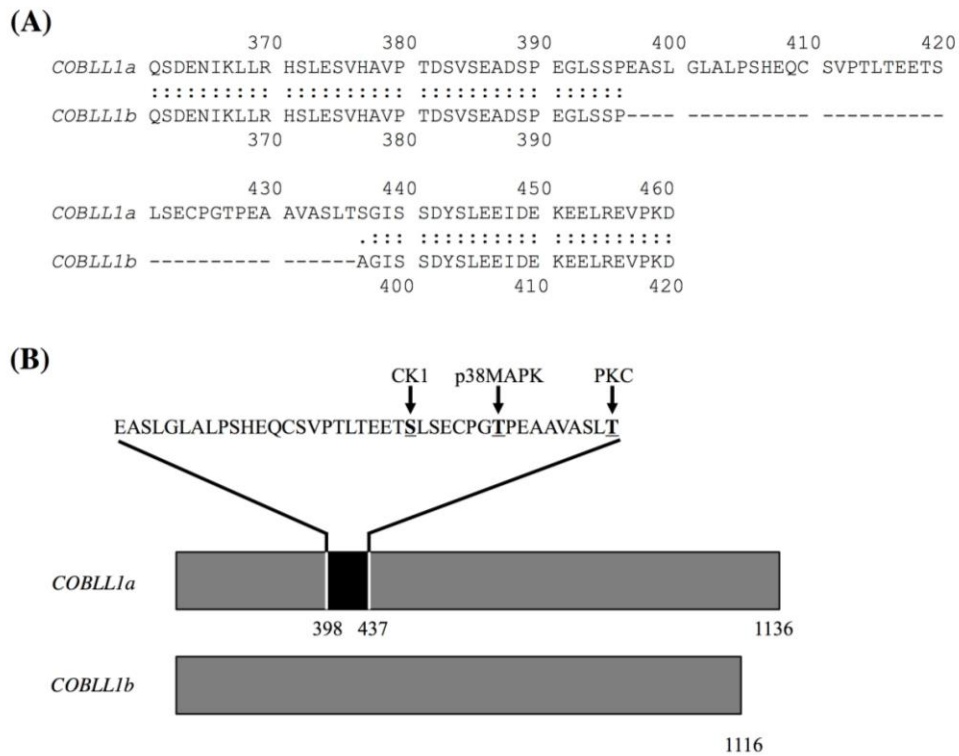 (A)
370 380 390 400 410 420
COBLL1a QSDENIKLLR HSLESVHAVP TDSVSEADSP EGLSSPEASL GLALPSHEQC SVPTLTEETS
:::::::::: :::::::::: :::::::::: ::::::
COBLL1b QSDENIKLLR HSLESVHAVP TDSVSEADSP EGLSSP---- ---------- ----------
370 380 390
430 440 450 460
COBLL1a LSECPGTPEA AVASLTSGIS SDYSLEEIDE KEELREVPKD
.::: :::::::::: ::::::::::
COBLL1b ---------- ------AGIS SDYSLEEIDE KEELREVPKD
400 410 420
(B)
CK1 p38MAPK PKC
EASLGLALPSHEQCSVPTLTEETSLSECPGTPEAAVASLT
COBLL1a
398 437 1136
COBLL1b
1116